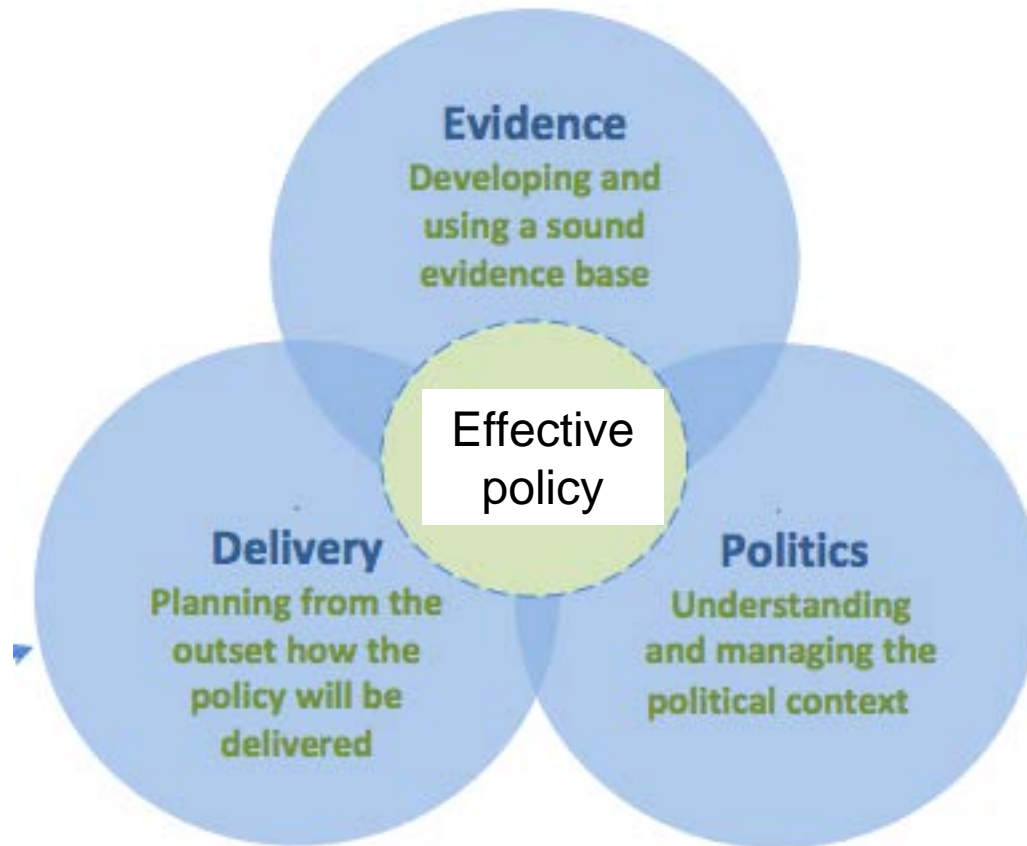 Evidence
Developing and
using a sound
evidence base
Effective
policy
Delivery
Planning from the
outset how the
policy will be
delivered
Politics
Understanding
and managing the
political context